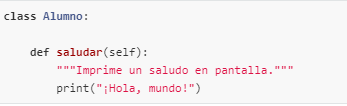 class Alumno:
def saludar(self):
"""Imprime un saludo en pantalla."""
print("¡Hola, mundo!")